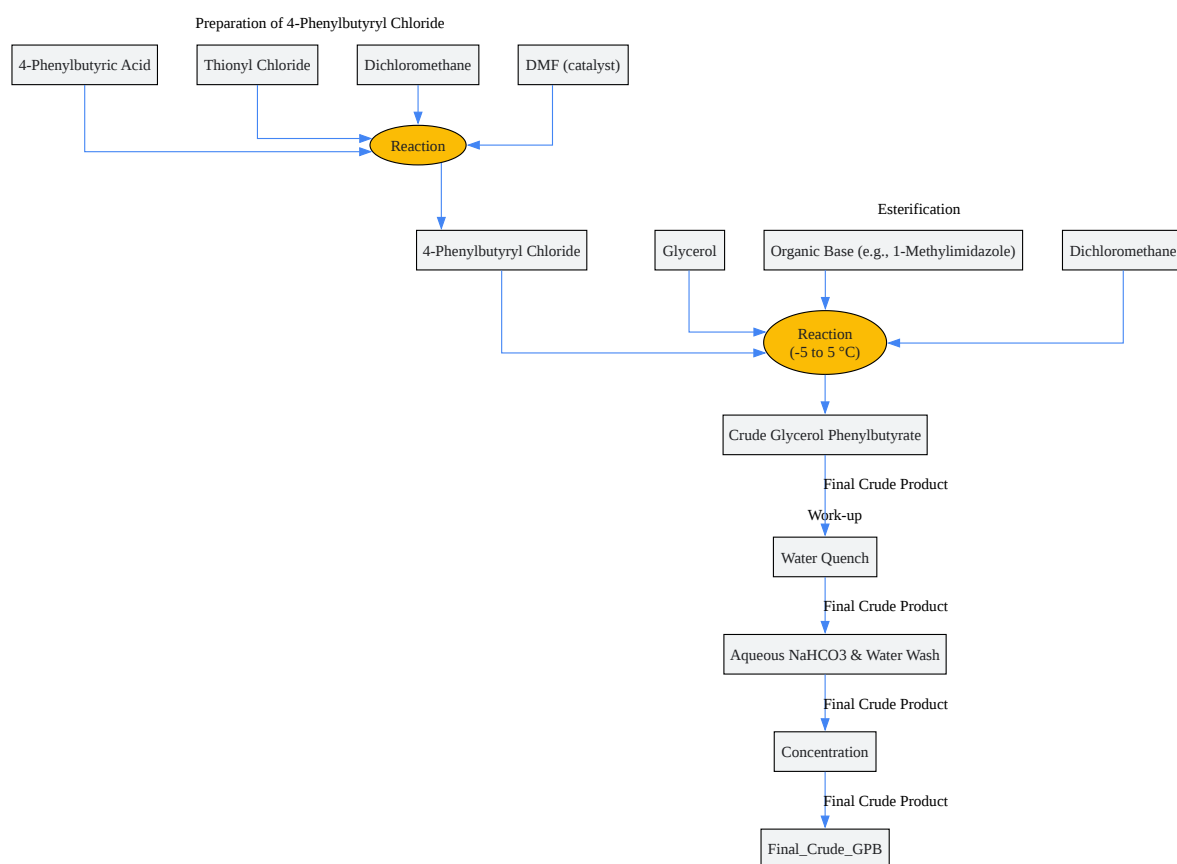 Preparation of 4-Phenylbutyryl Chloride
4-Phenylbutyric Acid
Thionyl Chloride
Dichloromethane
DMF (catalyst)
Reaction
Esterification
4-Phenylbutyryl Chloride
Glycerol
Organic Base (e.g., 1-Methylimidazole)
Dichloromethane
Reaction
(-5 to 5 °C)
Crude Glycerol Phenylbutyrate
Final Crude Product
Work-up
Water Quench
Final Crude Product
Aqueous NaHCO3 & Water Wash
Final Crude Product
Concentration
Final Crude Product
Final_Crude_GPB